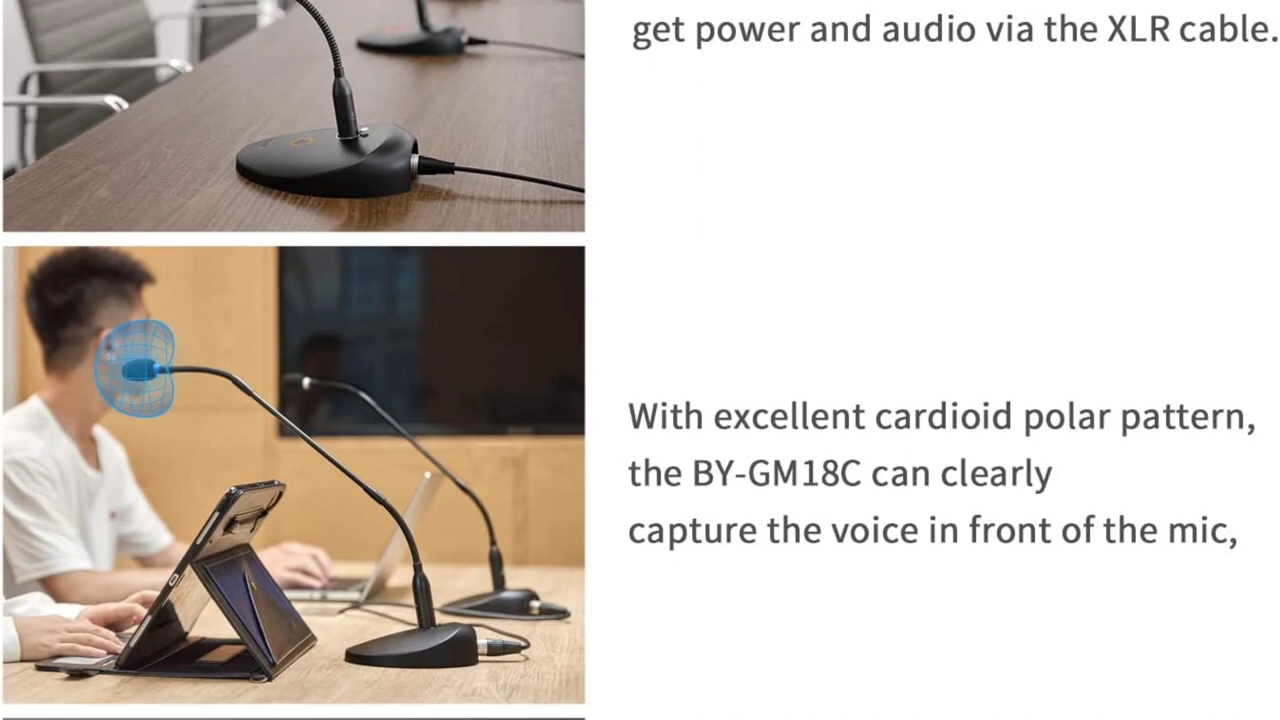 get power and audio via the XLR cable.
With excellent cardioid polar pattern,
the BY-GM18C can clearly
capture the voice in front of the mic,